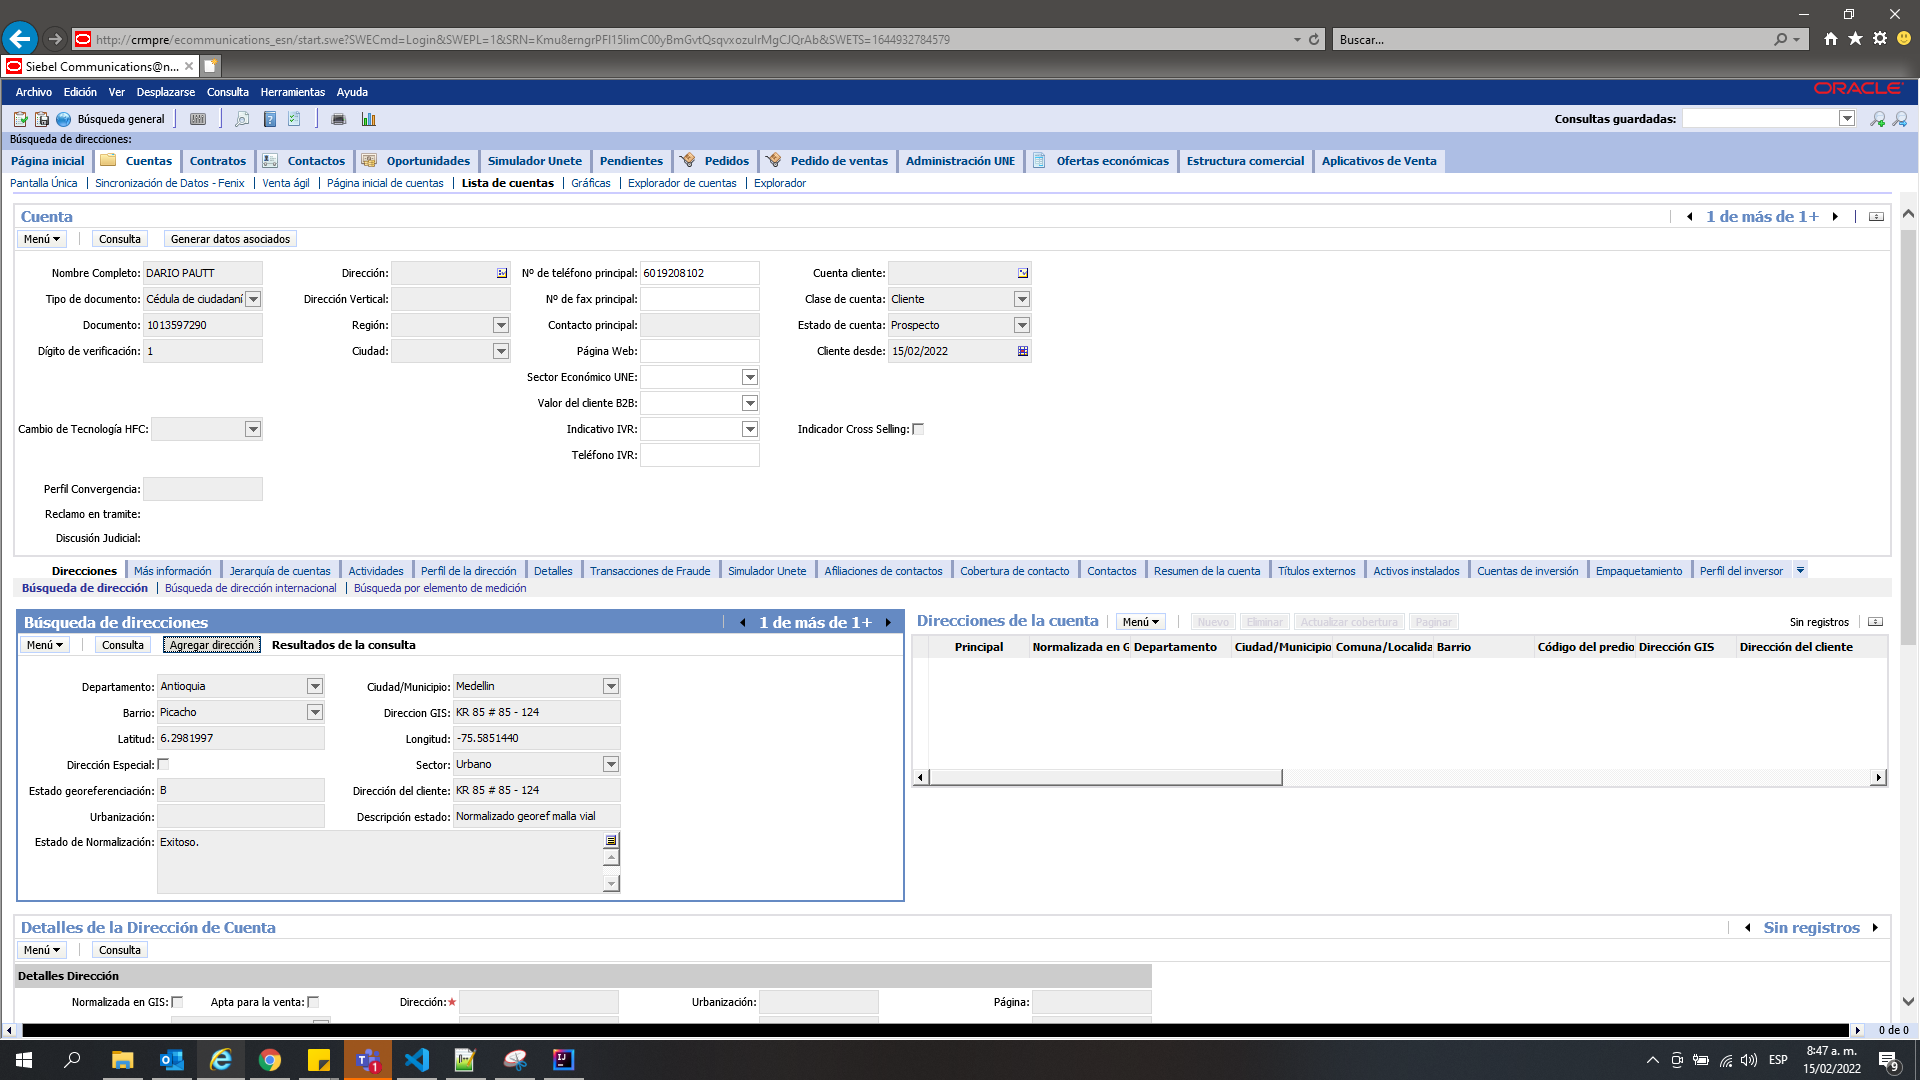 http://crmpre/ecommunications_esn/start.swe?SWECmd=Login&SWEPL=1&SRN=Kmu8erngrPFI15limC00yBmGvtQsqvxozulrMgCJQrAb&SWETS=1644932784579
Buscar...
Siebel Communications@n...
Archivo Edición Ver Desplazarse Consulta Herramientas Ayuda
ORACLE
Búsqueda general
Consultas guardadas:
Búsqueda de direcciones:
Página inicial Cuentas Contratos Contactos Oportunidades Simulador Unete Pendientes Pedidos Pedido de ventas Administración UNE Ofertas económicas Estructura comercial Aplicativos de Venta
Pantalla Única Sincronización de Datos - Fenix Venta ágil Página inicial de cuentas Lista de cuentas Gráficas Explorador de cuentas Explorador
Cuenta
1 de más de 1+
Menú Consulta Generar datos asociados
Nombre Completo: DARIO PAUTT Dirección: Nº de teléfono principal: 6019208102 Cuenta cliente:
Tipo de documento: Cédula de ciudadaní Dirección Vertical: Nº de fax principal: Clase de cuenta: Cliente
Documento: 1013597290 Región: Contacto principal: Estado de cuenta: Prospecto
Dígito de verificación: 1 Ciudad: Página Web: Cliente desde: 15/02/2022
Sector Económico UNE:
Valor del cliente B2B:
Cambio de Tecnología HFC: Indicativo IVR: Indicador Cross Selling:
Teléfono IVR:
Perfil Convergencia:
Reclamo en tramite:
Discusión Judicial:
Direcciones Más información Jerarquía de cuentas Actividades Perfil de la dirección Detalles Transacciones de Fraude Simulador Unete Afiliaciones de contactos Cobertura de contacto Contactos Resumen de la cuenta Títulos externos Activos instalados Cuentas de inversión Empaquetamiento Perfil del inversor
Búsqueda de dirección Búsqueda de dirección internacional Búsqueda por elemento de medición
Búsqueda de direcciones
1 de más de 1+
Menú Consulta Agregar dirección Resultados de la consulta
Departamento: Antioquia Ciudad/Municipio: Medellin
Barrio: Picacho Direccion GIS: KR 85 # 85 - 124
Latitud: 6.2981997 Longitud: -75.5851440
Dirección Especial: Sector: Urbano
Estado georeferenciación: B Dirección del cliente: KR 85 # 85 - 124
Urbanización: Descripción estado: Normalizado georef malla vial
Estado de Normalización: Exitoso.
Direcciones de la cuenta Menú Nuevo Eliminar Actualizar cobertura Paginar Sin registros
Principal Normalizada en G Departamento Ciudad/Municipio Comuna/Localida Barrio Código del predio Dirección GIS Dirección del cliente
Detalles de la Dirección de Cuenta
Sin registros
Menú Consulta
Detalles Dirección
Normalizada en GIS: Apta para la venta: Dirección:★ Urbanización: Página:
0 de 0
1
ESP
8:47 a. m.
15/02/2022
9